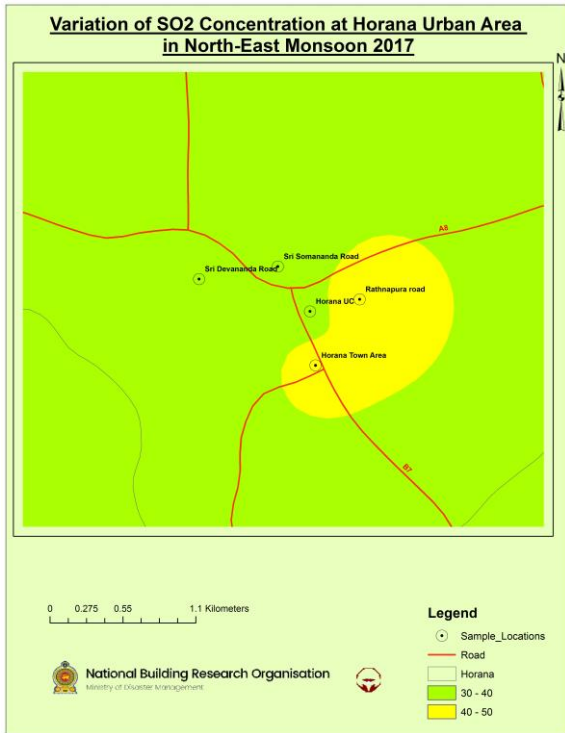 Variation of SO2 Concentration at Horana Urban Area
in North-East Monsoon 2017
N
A8
Sri Somananda Road
Sri Devananda Road
Rathnapura road
Horana UC
Horana Town Area
B7
0 0.275 0.55 1.1 Kilometers
Legend
Sample_Locations
Road
Horana
30 - 40
40 - 50
National Building Research Organisation
Ministry of Disaster Management